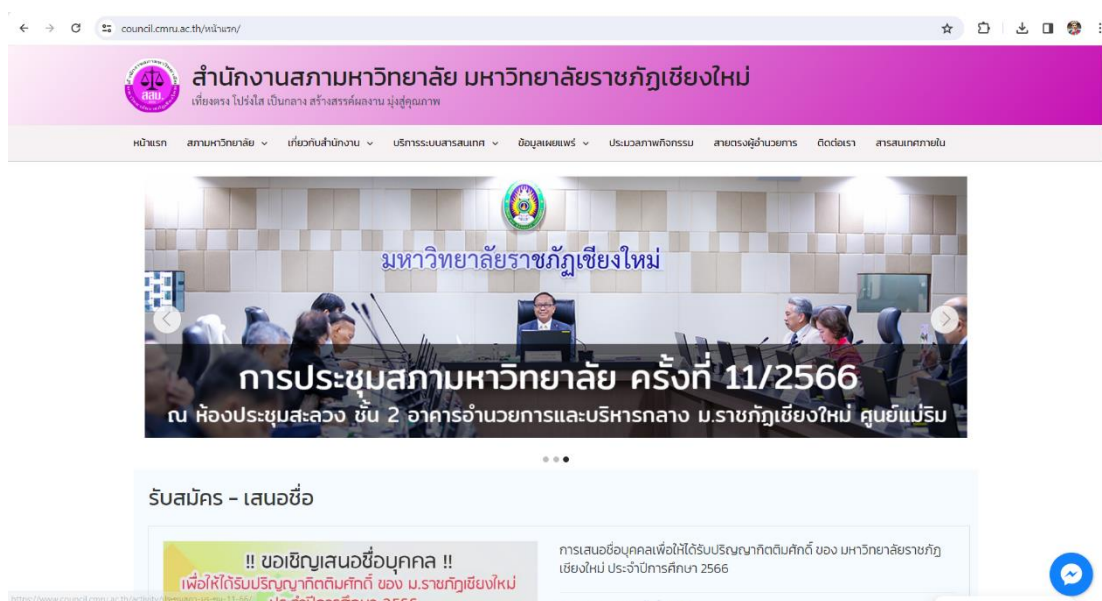 council.cmru.ac.th/หน้าแรก/
สำนักงานสภามหาวิทยาลัย มหาวิทยาลัยราชภัฏเชียงใหม่
เที่ยงตรง โปร่งใส เป็นกลาง สร้างสรรค์ผลงาน มุ่งสู่คุณภาพ
สสม.
หน้าแรก สภามหาวิทยาลัย เกี่ยวกับสำนักงาน บริการระบบสารสนเทศ ข้อมูลเผยแพร่ ประมวลภาพกิจกรรม สายตรงผู้อำนวยการ ติดต่อเรา สารสนเทศภายใน
มหาวิทยาลัยราชภัฏเชียงใหม่
การประชุมสภามหาวิทยาลัย ครั้งที่ 11/2566
ณ ห้องประชุมสะลวง ชั้น 2 อาคารอำนวยการและบริหารกลาง ม.ราชภัฏเชียงใหม่ ศูนย์แม่ริม
รับสมัคร - เสนอชื่อ
!! ขอเชิญเสนอชื่อบุคคล !!
เพื่อให้ได้รับปริญญากิตติมศักดิ์ ของ ม.ราชภัฏเชียงใหม่
การเสนอชื่อบุคคลเพื่อให้ได้รับปริญญากิตติมศักดิ์ ของ มหาวิทยาลัยราชภัฏ
เชียงใหม่ ประจำปีการศึกษา 2566